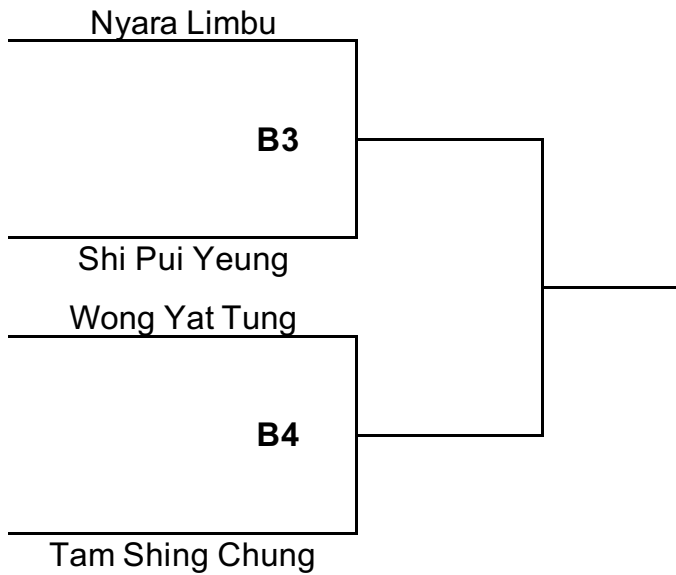 Nyara Limbu
B3
Shi Pui Yeung
Wong Yat Tung
B4
Tam Shing Chung